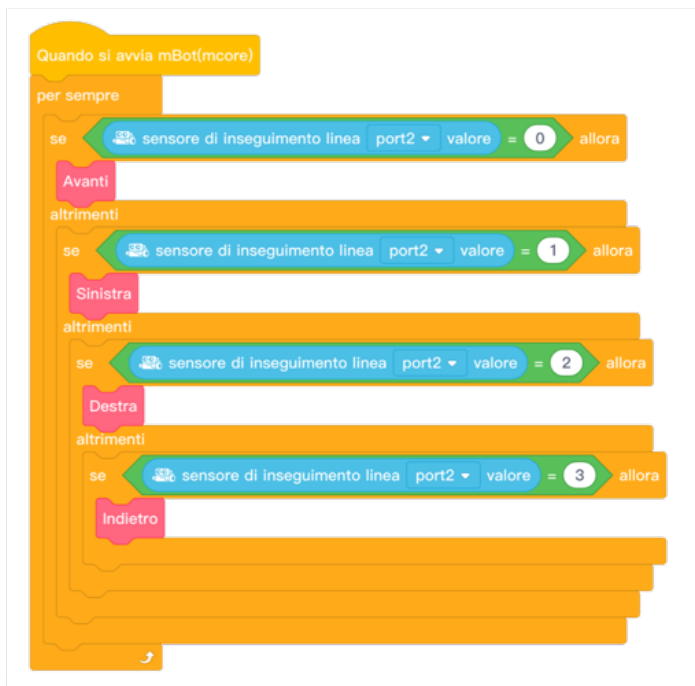 Quando si avvia mBot(mcore)
per sempre
se sensore di inseguimento linea port2 valore = 0 allora
Avanti
altrimenti
se sensore di inseguimento linea port2 valore = 1 allora
Sinistra
altrimenti
se sensore di inseguimento linea port2 valore = 2 allora
Destra
altrimenti
se sensore di inseguimento linea port2 valore = 3 allora
Indietro